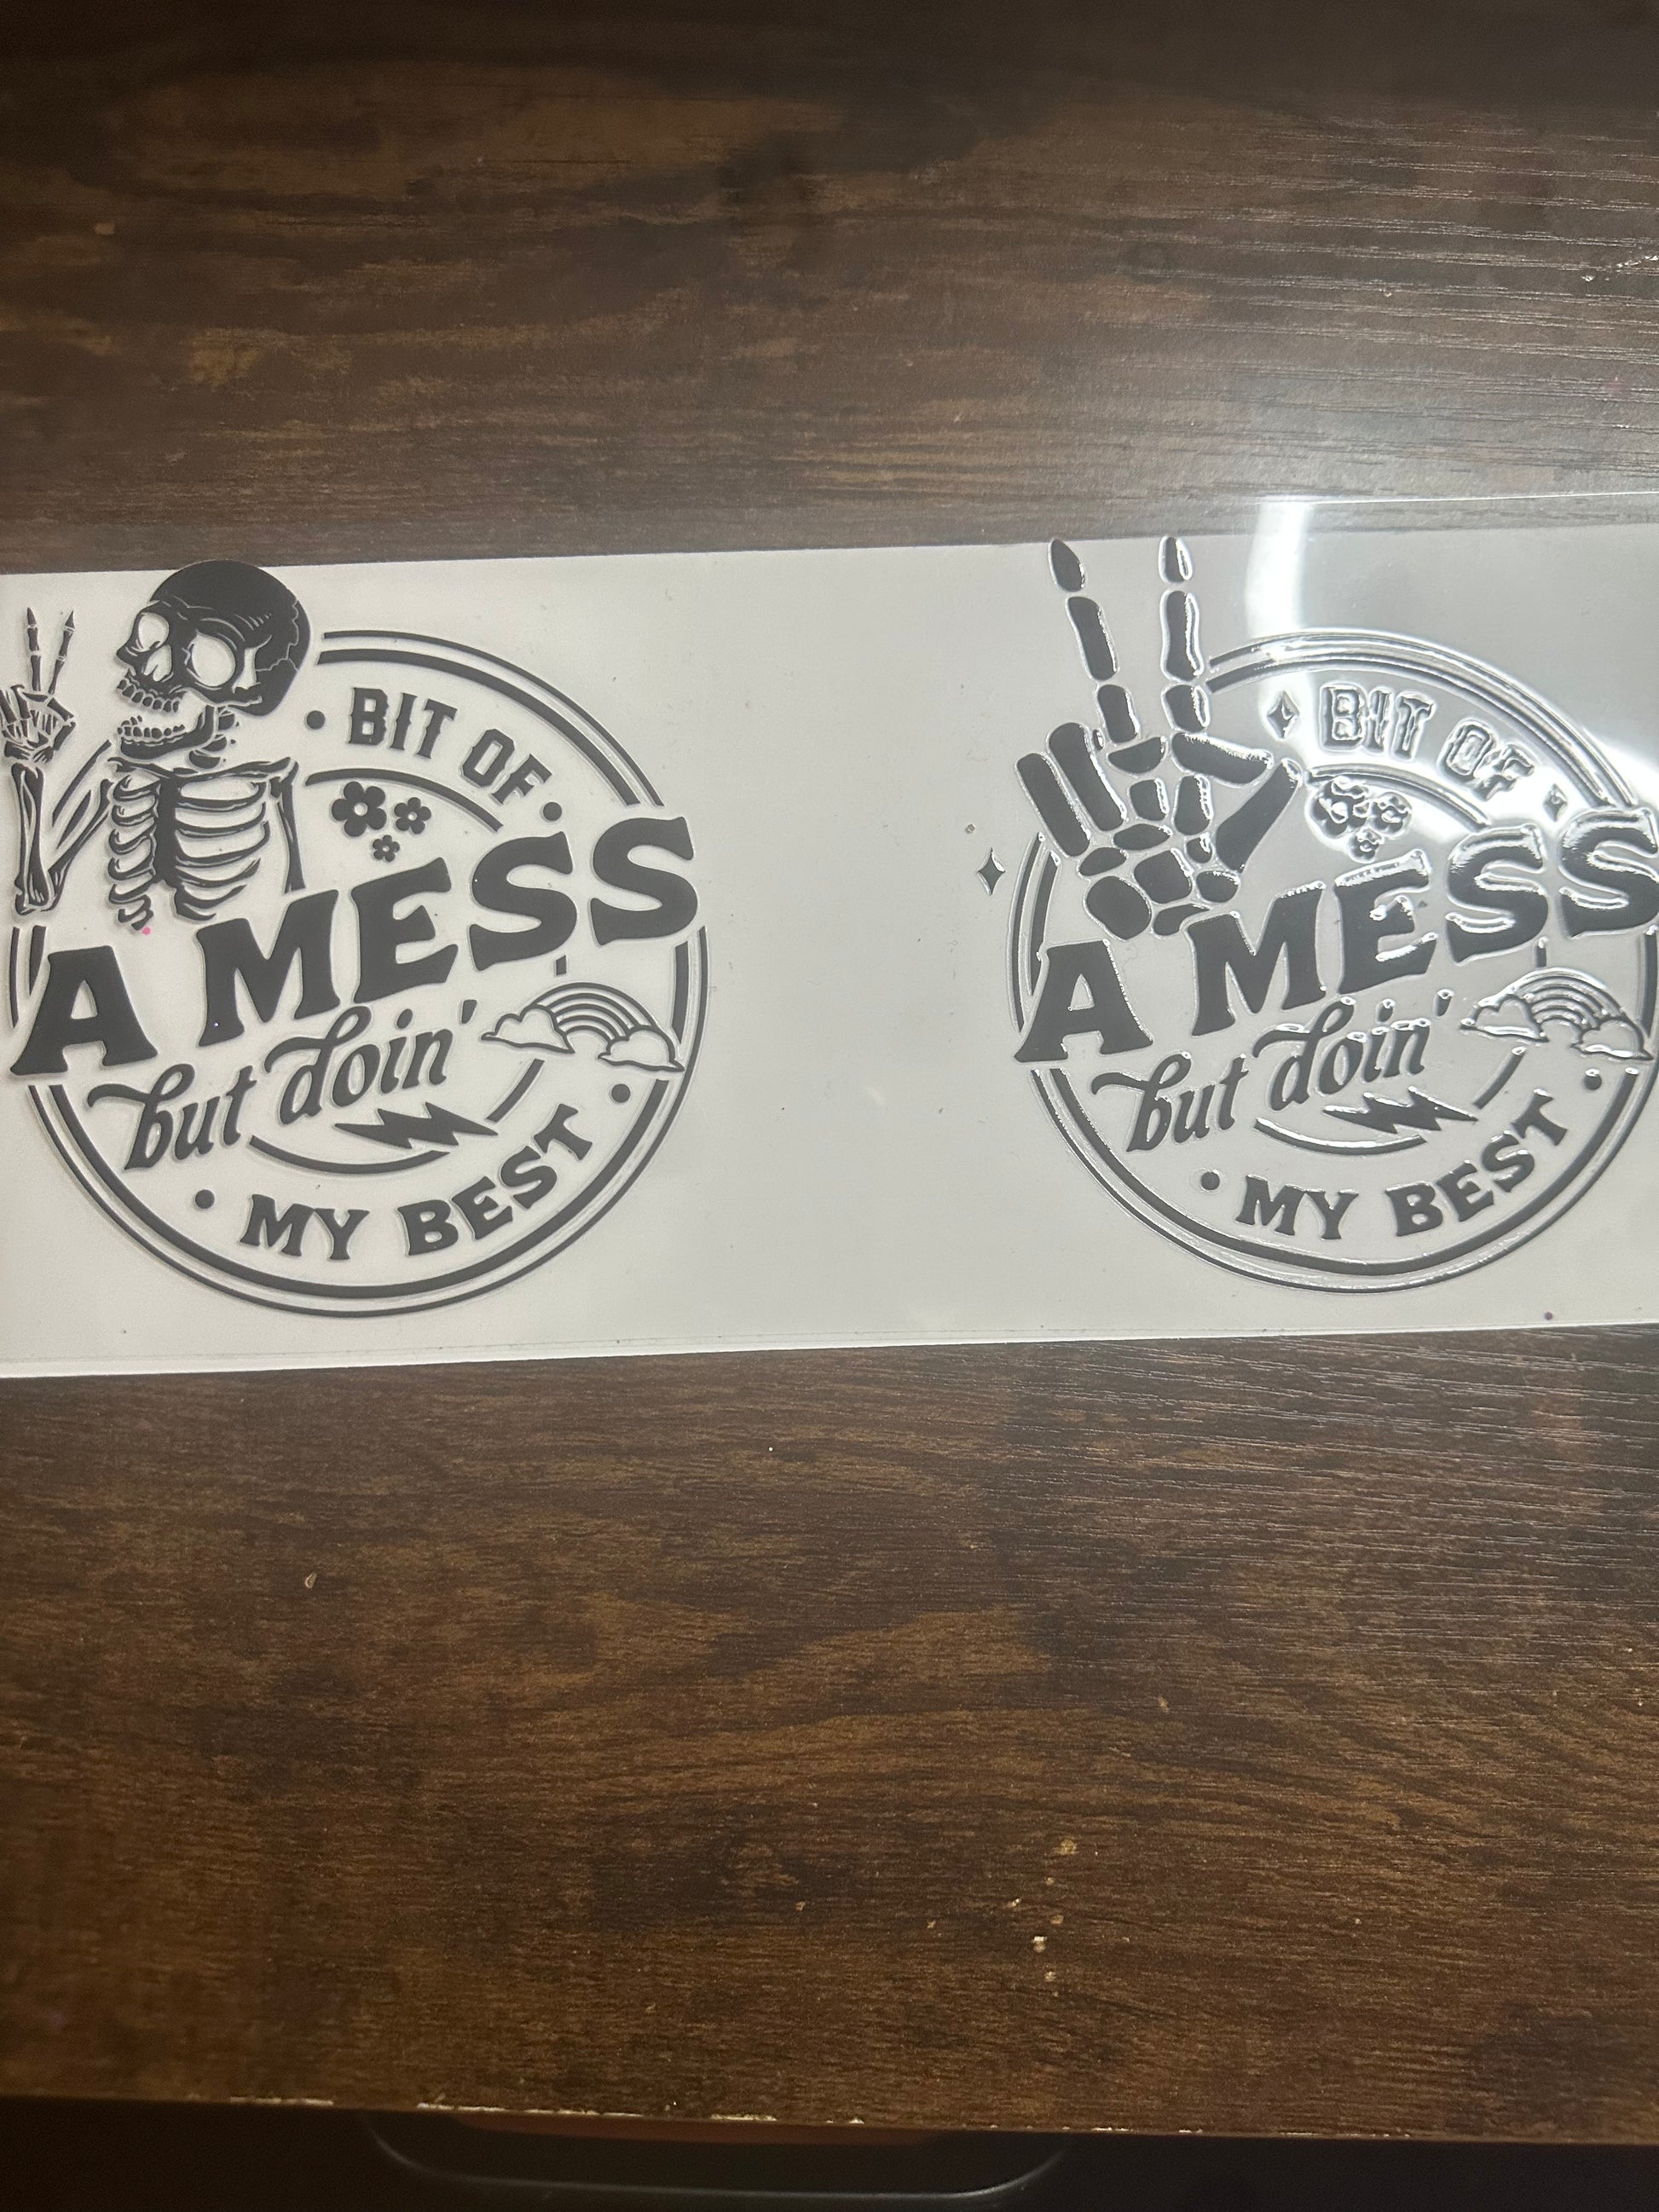 · BIT OF ·
A MESS
but doin'
· MY BEST ·
BIT OF
A MESS
but doin'
· MY BEST ·